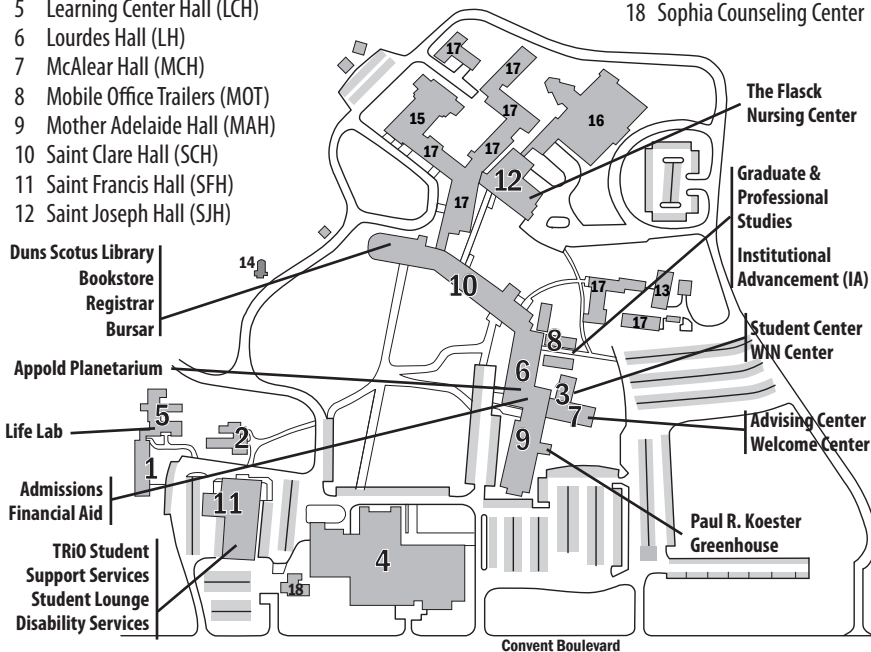 5 Learning Center Hall (LCH)
6 Lourdes Hall (LH)
7 McAlear Hall (MCH)
8 Mobile Office Trailers (MOT)
9 Mother Adelaide Hall (MAH)
10 Saint Clare Hall (SCH)
11 Saint Francis Hall (SFH)
12 Saint Joseph Hall (SJH)
18 Sophia Counseling Center
17
17
The Flasck
Nursing Center
15
17
16
17
17
12
Graduate &
Professional
Studies
17
Institutional
Advancement (IA)
Duns Scotus Library
Bookstore
Registrar
Bursar
14
10
17
13
17
8
Student Center
WIN Center
Appold Planetarium
6
3
7
Advising Center
Welcome Center
5
Life Lab
2
9
1
Admissions
Financial Aid
11
Paul R. Koester
Greenhouse
TRiO Student
Support Services
Student Lounge
Disability Services
4
18
Convent Boulevard